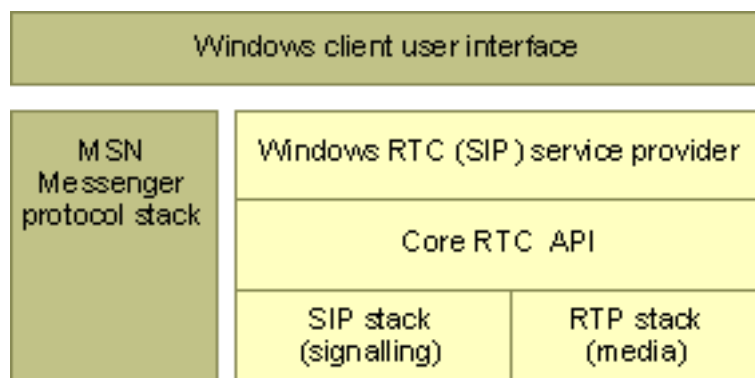 Windows client user interface
MSN
Messenger
protocol stack
Windows RTC (SIP) service provider
Core RTC API
SIP stack
(signalling)
RTP stack
(media)